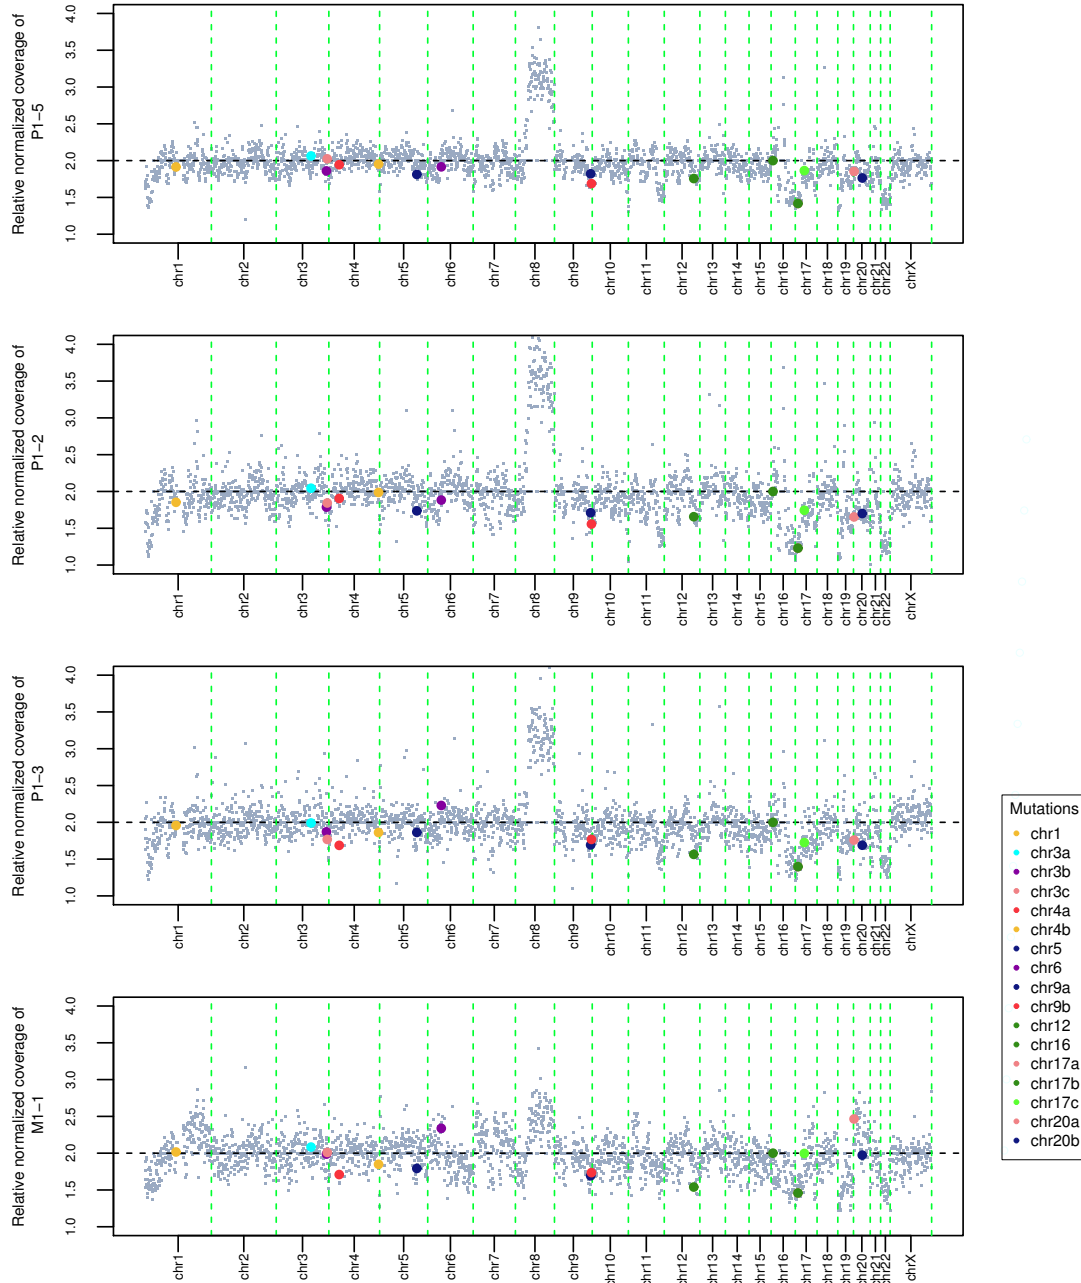 Relative normalized coverage of
P1−5
4.0
3.5
3.0
2.5
2.0
1.5
1.0
chr1
chr2
chr3
chr4
chr5
chr6
chr7
chr8
chr9
chr10
chr11
chr12
chr13
chr14
chr15
chr16
chr17
chr18
chr19
chr20
chr21
chr22
chrX
Relative normalized coverage of
P1−2
4.0
3.5
3.0
2.5
2.0
1.5
1.0
chr1
chr2
chr3
chr4
chr5
chr6
chr7
chr8
chr9
chr10
chr11
chr12
chr13
chr14
chr15
chr16
chr17
chr18
chr19
chr20
chr21
chr22
chrX
Relative normalized coverage of
P1−3
4.0
3.5
3.0
2.5
2.0
1.5
1.0
chr1
chr2
chr3
chr4
chr5
chr6
chr7
chr8
chr9
chr10
chr11
chr12
chr13
chr14
chr15
chr16
chr17
chr18
chr19
chr20
chr21
chr22
chrX
Relative normalized coverage of
M1−1
4.0
3.5
3.0
2.5
2.0
1.5
1.0
chr1
chr2
chr3
chr4
chr5
chr6
chr7
chr8
chr9
chr10
chr11
chr12
chr13
chr14
chr15
chr16
chr17
chr18
chr19
chr20
chr21
chr22
chrX
Mutations
chr1
chr3a
chr3b
chr3c
chr4a
chr4b
chr5
chr6
chr9a
chr9b
chr12
chr16
chr17a
chr17b
chr17c
chr20a
chr20b